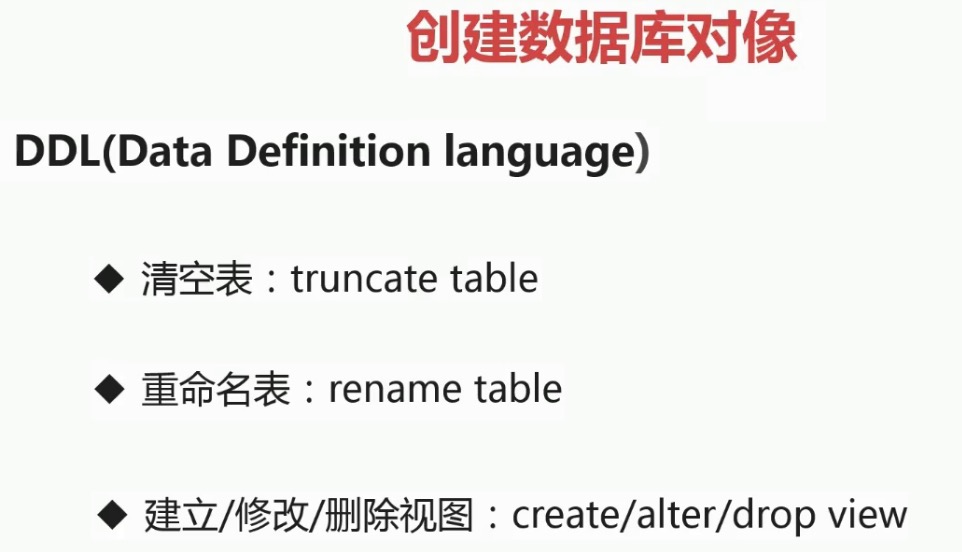 创建数据库对像
DDL(Data Definition language)
◆ 清空表：truncate table
◆ 重命名表：rename table
◆ 建立/修改/删除视图：create/alter/drop view